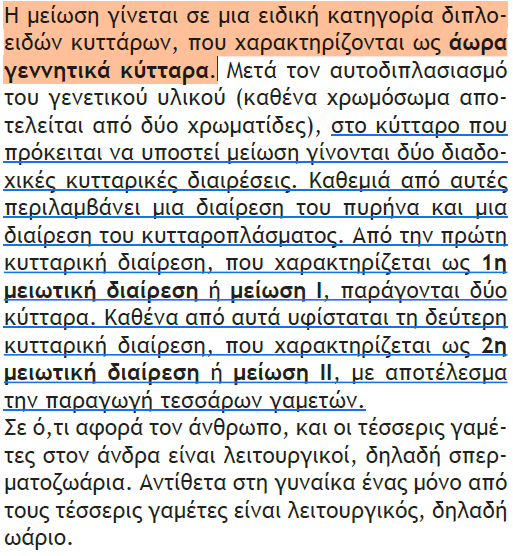 Η μείωση γίνεται σε μια ειδική κατηγορία διπλο-
ειδών κυττάρων, που χαρακτηρίζονται ως άωρα
γεννητικά κύτταρα. Μετά τον αυτοδιπλασιασμό
του γενετικού υλικού (καθένα χρωμόσωμα απο-
τελείται από δύο χρωματίδες), στο κύτταρο που
πρόκειται να υποστεί μείωση γίνονται δύο διαδο-
χικές κυτταρικές διαιρέσεις. Καθεμιά από αυτές
περιλαμβάνει μια διαίρεση του πυρήνα και μια
διαίρεση του κυτταροπλάσματος. Από την πρώτη
κυτταρική διαίρεση, που χαρακτηρίζεται ως 1η
μειωτική διαίρεση ή μείωση Ι, παράγονται δύο
κύτταρα. Καθένα από αυτά υφίσταται τη δεύτερη
κυτταρική διαίρεση, που χαρακτηρίζεται ως 2η
μειωτική διαίρεση ή μείωση ΙΙ, με αποτέλεσμα
την παραγωγή τεσσάρων γαμετών.
Σε ό,τι αφορά τον άνθρωπο, και οι τέσσερις γαμέ-
τες στον άνδρα είναι λειτουργικοί, δηλαδή σπερ-
ματοζωάρια. Αντίθετα στη γυναίκα ένας μόνο από
τους τέσσερις γαμέτες είναι λειτουργικός, δηλαδή
ωάριο.